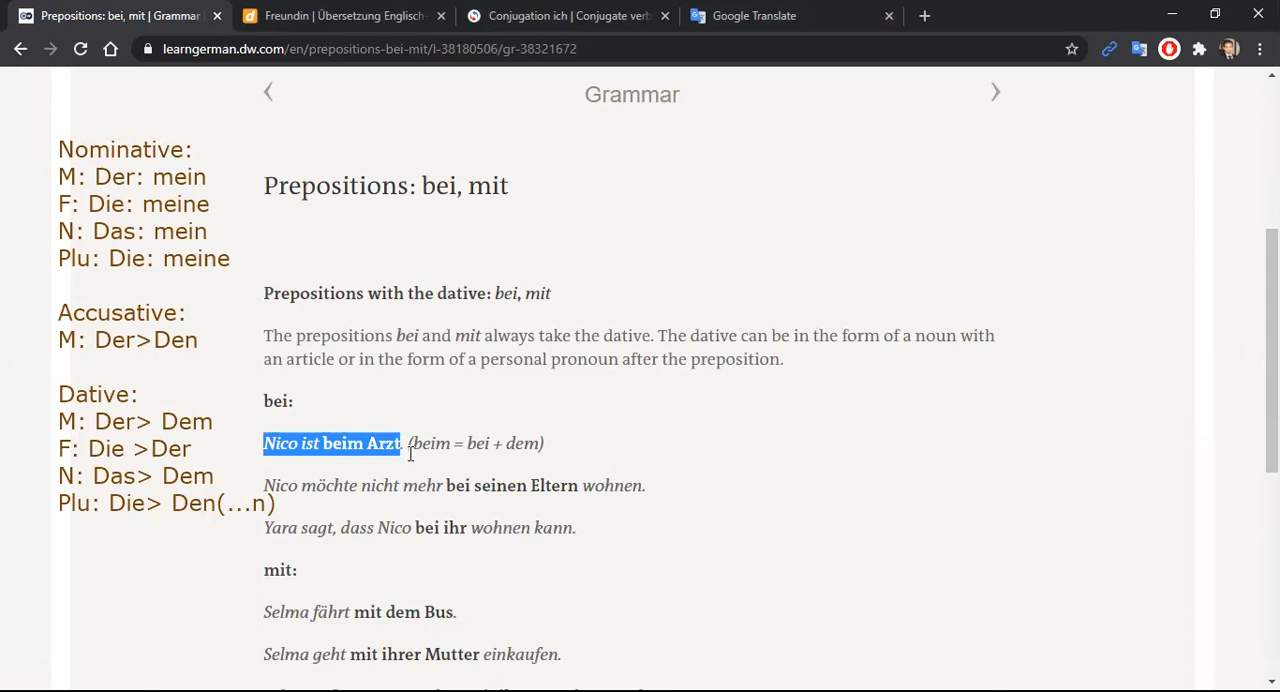 Prepositions: bei, mit | Grammar
Freundin | Übersetzung Englisch-
Conjugation ich | Conjugate verb
Google Translate
learngerman.dw.com/en/prepositions-bei-mit/l-38180506/gr-38321672
Grammar
Nominative:
M: Der: mein
F: Die: meine
N: Das: mein
Plu: Die: meine
Accusative:
M: Der>Den
Dative:
M: Der> Dem
F: Die >Der
N: Das> Dem
Plu: Die> Den(...n)
Prepositions: bei, mit
Prepositions with the dative: bei, mit
The prepositions bei and mit always take the dative. The dative can be in the form of a noun with
an article or in the form of a personal pronoun after the preposition.
bei:
Nico ist beim Arzt. (beim = bei + dem)
Nico möchte nicht mehr bei seinen Eltern wohnen.
Yara sagt, dass Nico bei ihr wohnen kann.
mit:
Selma fährt mit dem Bus.
Selma geht mit ihrer Mutter einkaufen.